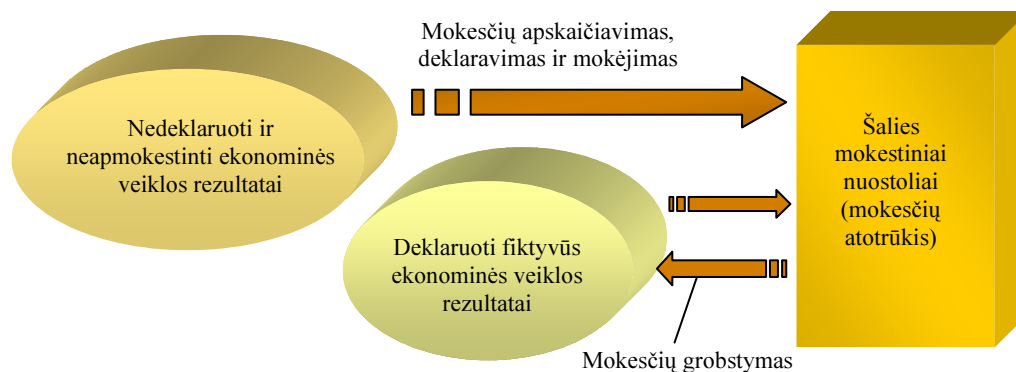 Mokesčių apskaičiavimas,
deklaravimas ir mokėjimas
Nedeklaruoti ir
neapmokestinti ekonominės
veiklos rezultatai
Šalies
mokestiniai
nuostoliai
(mokesčių
atotrūkis)
Deklaruoti fiktyvūs
ekonominės veiklos
rezultatai
Mokesčių grobstymas